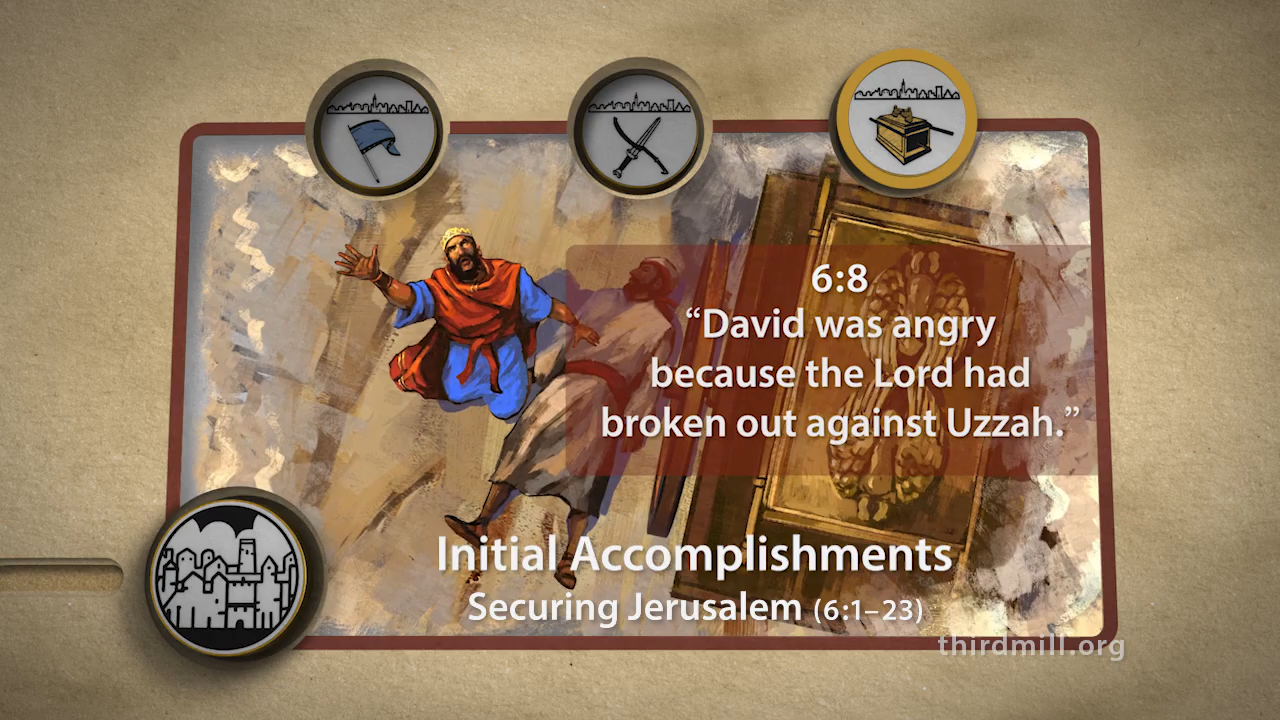 6:8
“David was angry
because the Lord had
broken out against Uzzah.”
Initial Accomplishments
Securing Jerusalem (6:1–23)
thirdmill.org